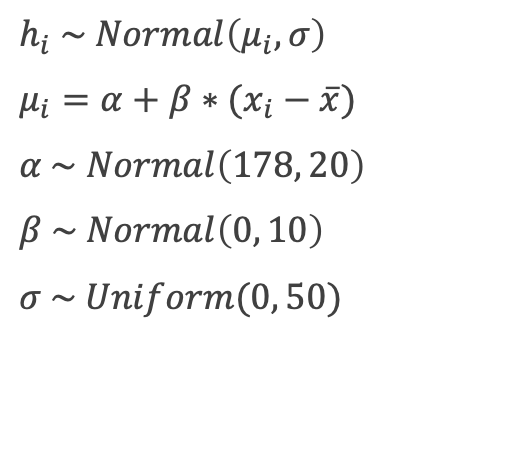 hᵢ ~ Normal(μᵢ, σ)
μᵢ = α + β * (xᵢ − x̄)
α ~ Normal(178, 20)
β ~ Normal(0, 10)
σ ~ Uniform(0, 50)